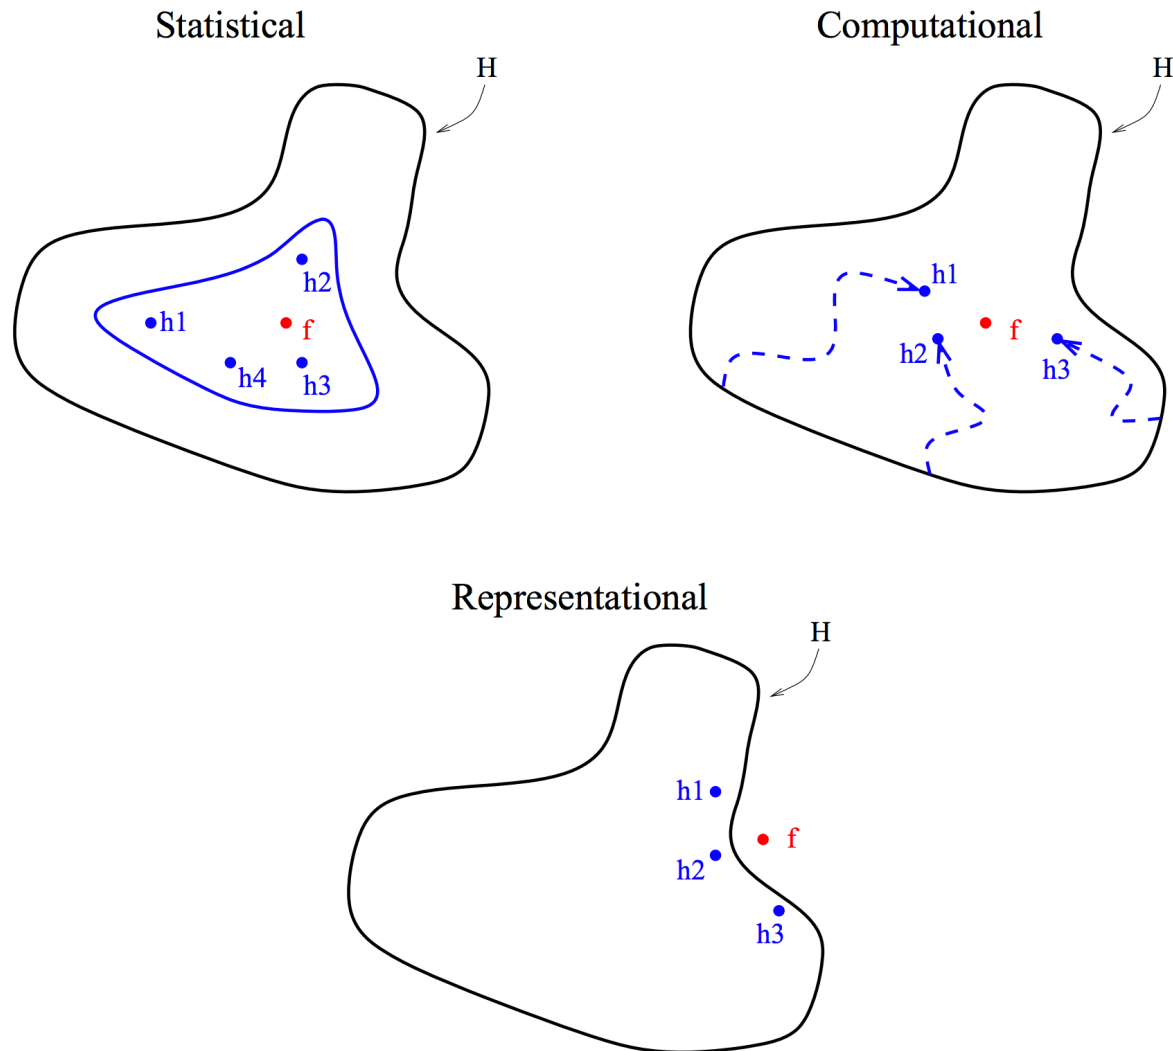 Statistical
H
h2
h1
f
h4
h3
Computational
H
h1
f
h2
h3
Representational
H
h1
f
h2
h3